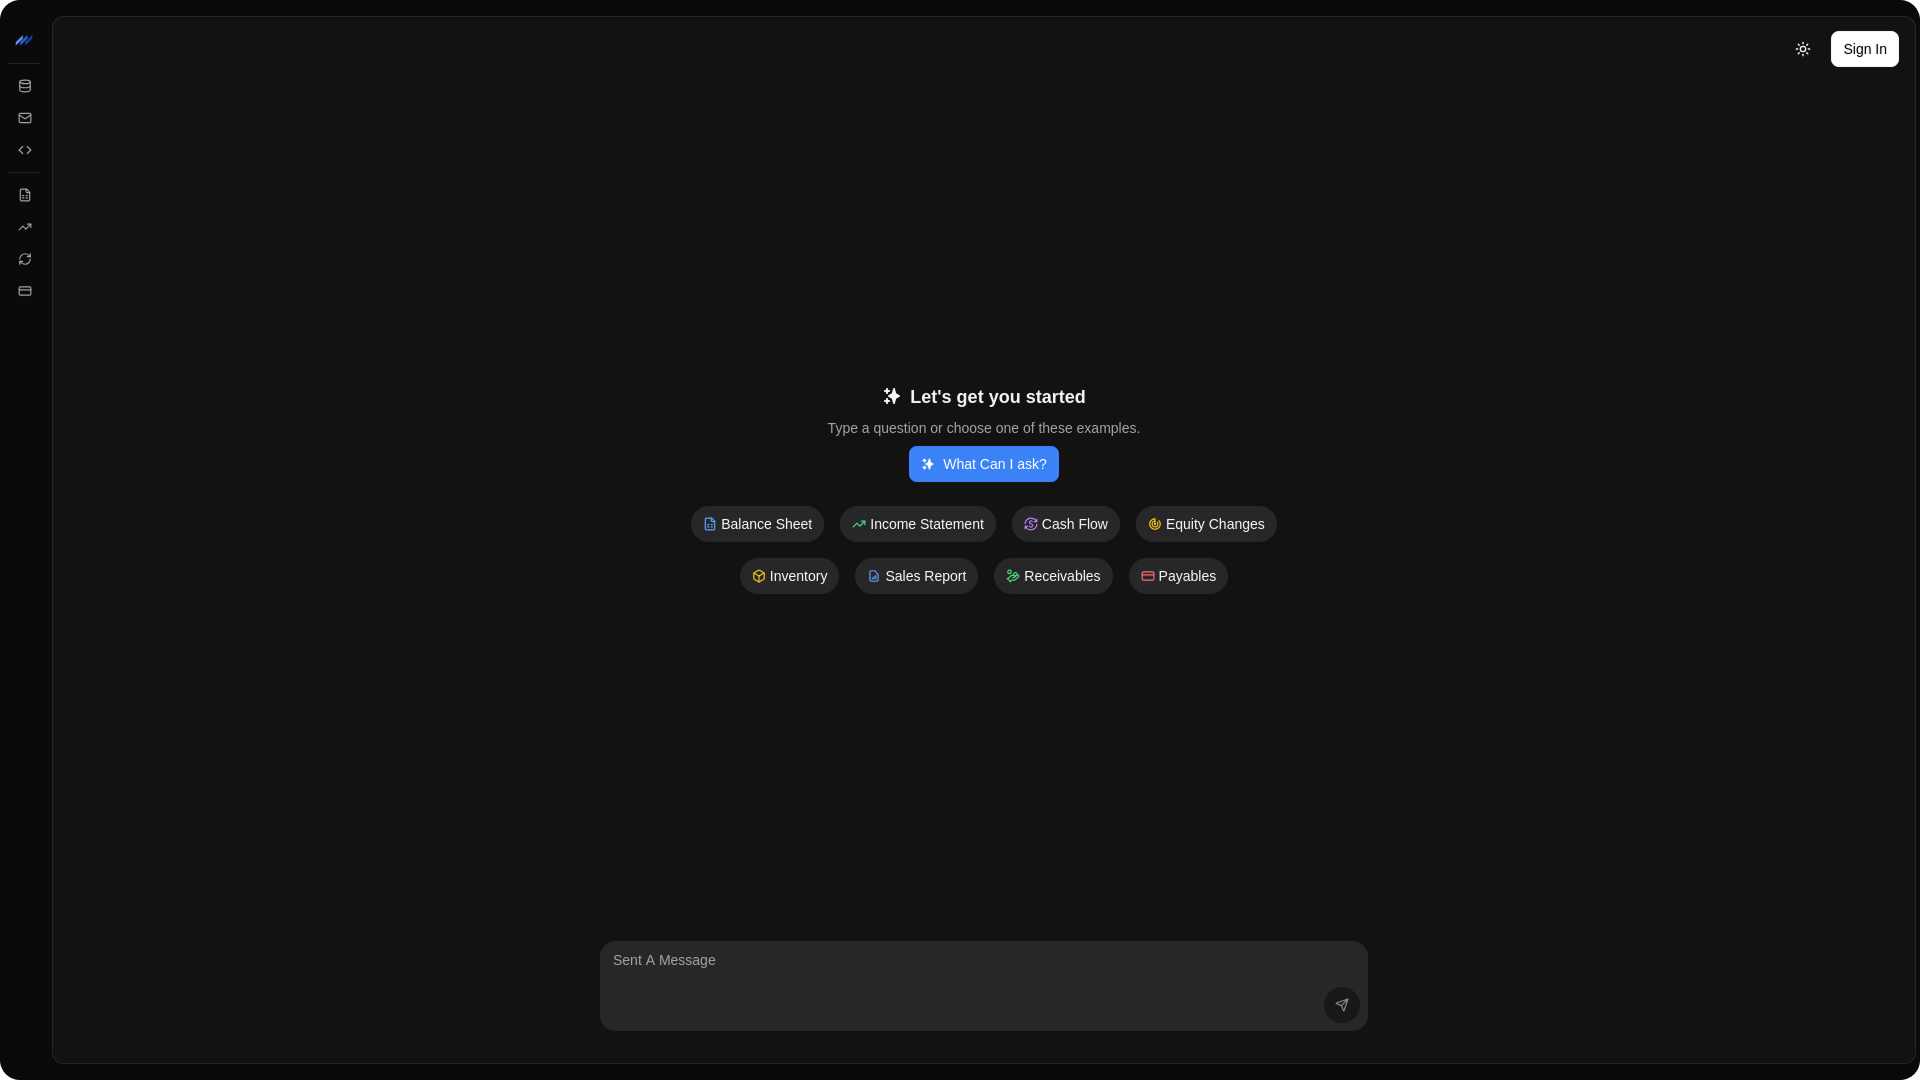 Sign In
Let's get you started
Type a question or choose one of these examples.
What Can I ask?
Balance Sheet
Income Statement
Cash Flow
Equity Changes
Inventory
Sales Report
Receivables
Payables
Sent A Message